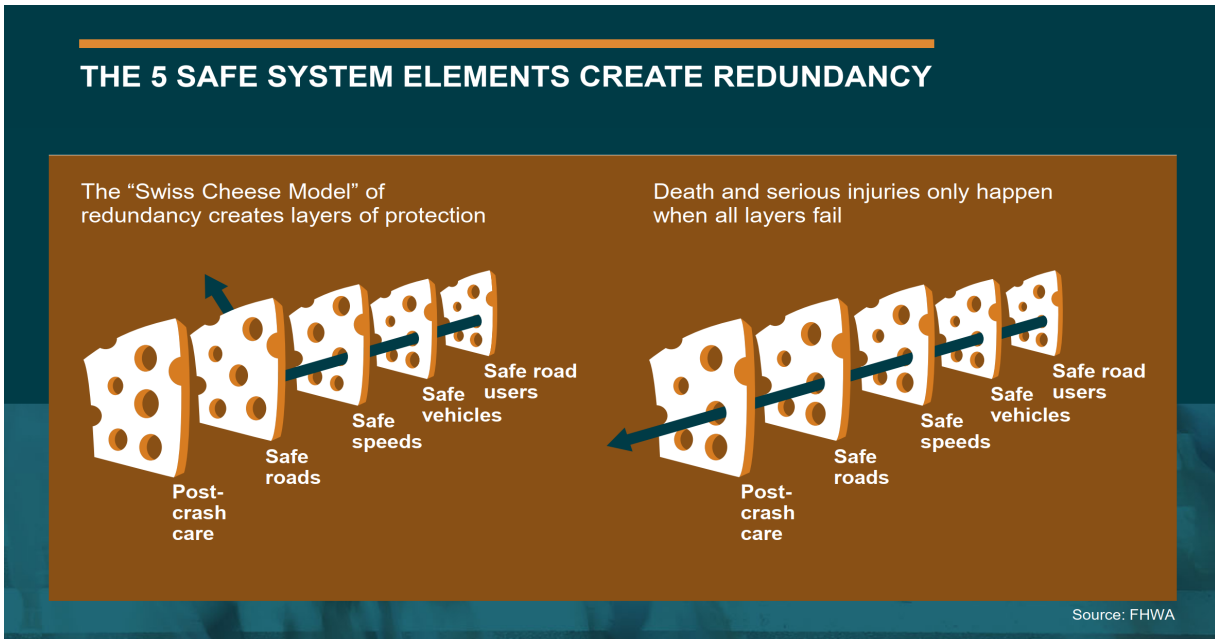 THE 5 SAFE SYSTEM ELEMENTS CREATE REDUNDANCY
The “Swiss Cheese Model” of
redundancy creates layers of protection
Post-
crash
care
Safe
roads
Safe
speeds
Safe
vehicles
Safe road
users
Death and serious injuries only happen
when all layers fail
Post-
crash
care
Safe
roads
Safe
speeds
Safe
vehicles
Safe road
users
Source: FHWA